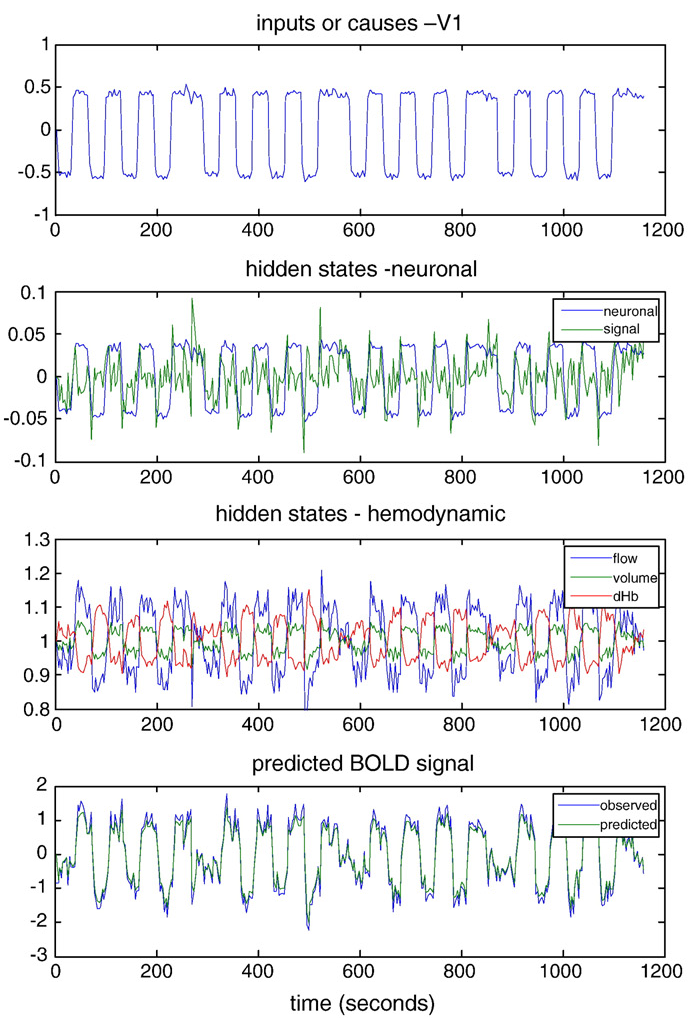 inputs or causes –V1
1
0.5
0
-0.5
-1
0 200 400 600 800 1000 1200
hidden states -neuronal
0.1
0.05
0
-0.05
-0.1
neuronal
signal
0 200 400 600 800 1000 1200
hidden states - hemodynamic
1.3
1.2
1.1
1
0.9
0.8
flow
volume
dHb
0 200 400 600 800 1000 1200
predicted BOLD signal
2
1
0
-1
-2
-3
observed
predicted
0 200 400 600 800 1000 1200
time (seconds)